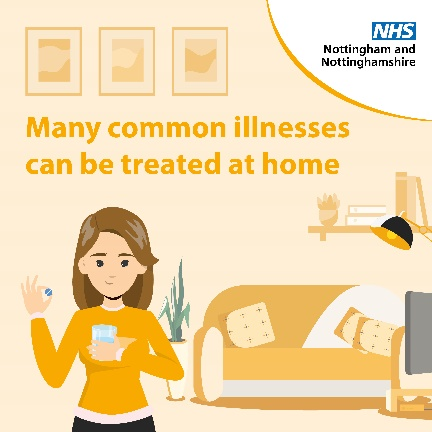 NHS
Nottingham and
Nottinghamshire
Many common illnesses
can be treated at home